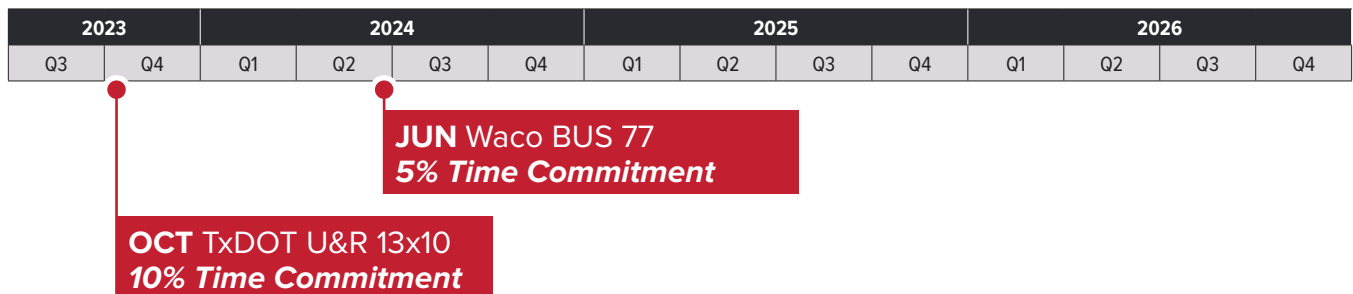 2023 2024 2025 2026
Q3 Q4 Q1 Q2 Q3 Q4 Q1 Q2 Q3 Q4 Q1 Q2 Q3 Q4
JUN Waco BUS 77
5% Time Commitment
OCT TxDOT U&R 13x10
10% Time Commitment